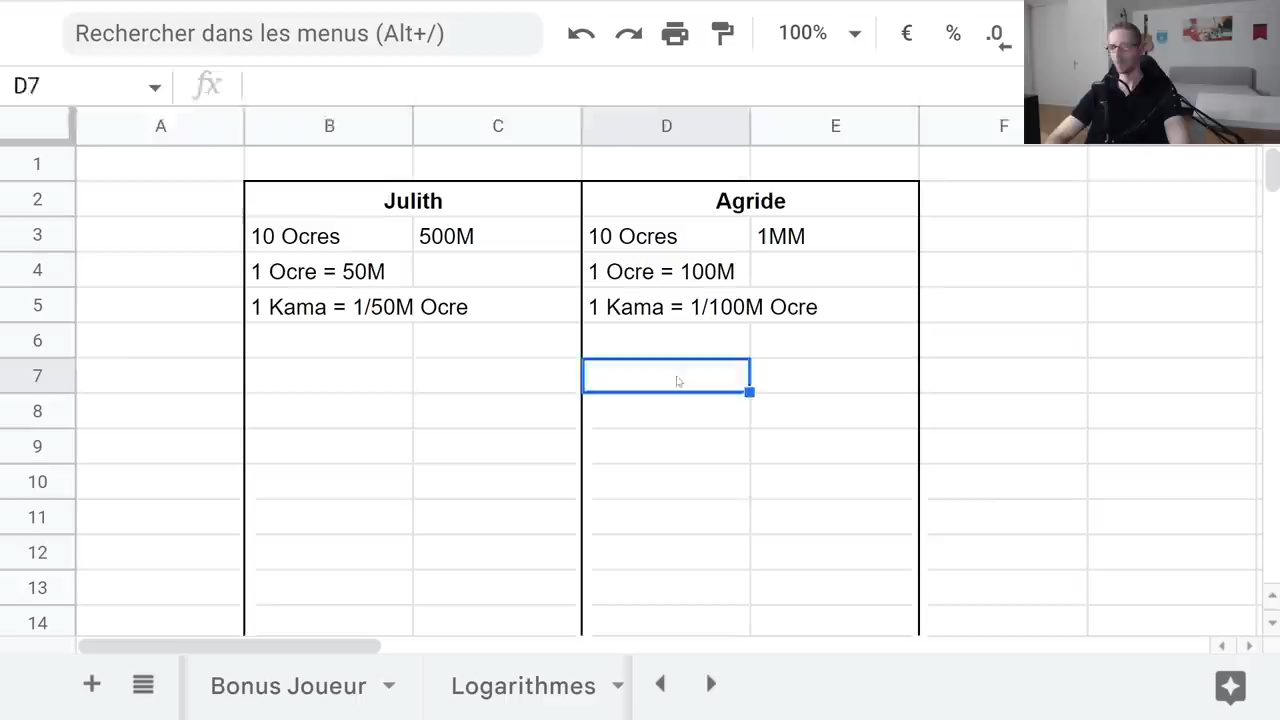 Rechercher dans les menus (Alt+/)
100%
€
%
.0
D7
fx
A B C D E F
1
2 Julith Agride
3 10 Ocres 500M 10 Ocres 1MM
4 1 Ocre = 50M 1 Ocre = 100M
5 1 Kama = 1/50M Ocre 1 Kama = 1/100M Ocre
6
7
8
9
10
11
12
13
14
Bonus Joueur Logarithmes